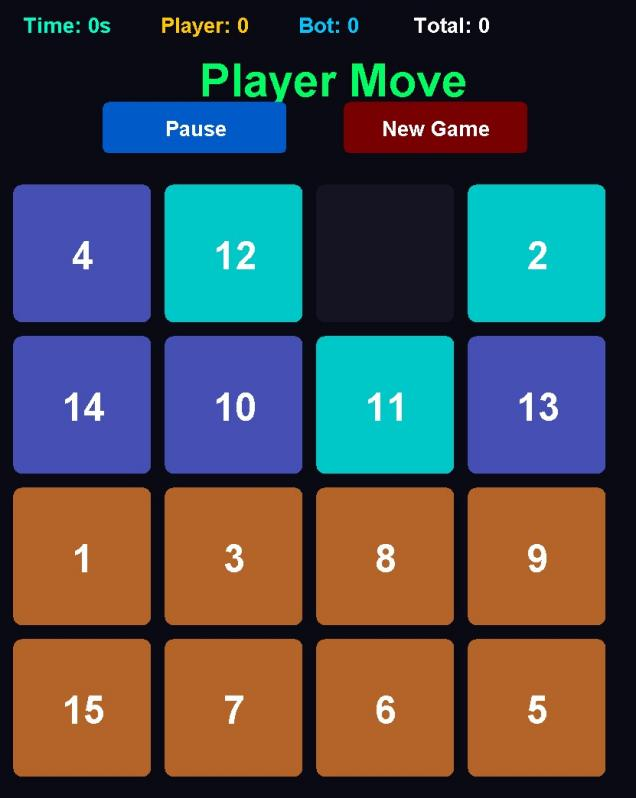 Time: 0s Player: 0 Bot: 0 Total: 0
Player Move
Pause New Game
4 12 2
14 10 11 13
1 3 8 9
15 7 6 5